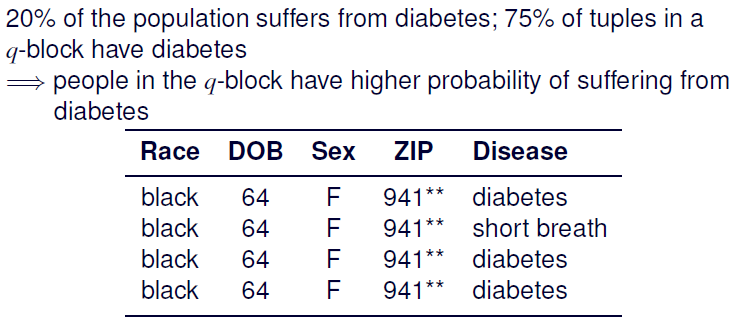 20% of the population suffers from diabetes; 75% of tuples in a
q-block have diabetes
⟹ people in the q-block have higher probability of suffering from
diabetes
Race DOB Sex ZIP Disease
black 64 F 941** diabetes
black 64 F 941** short breath
black 64 F 941** diabetes
black 64 F 941** diabetes